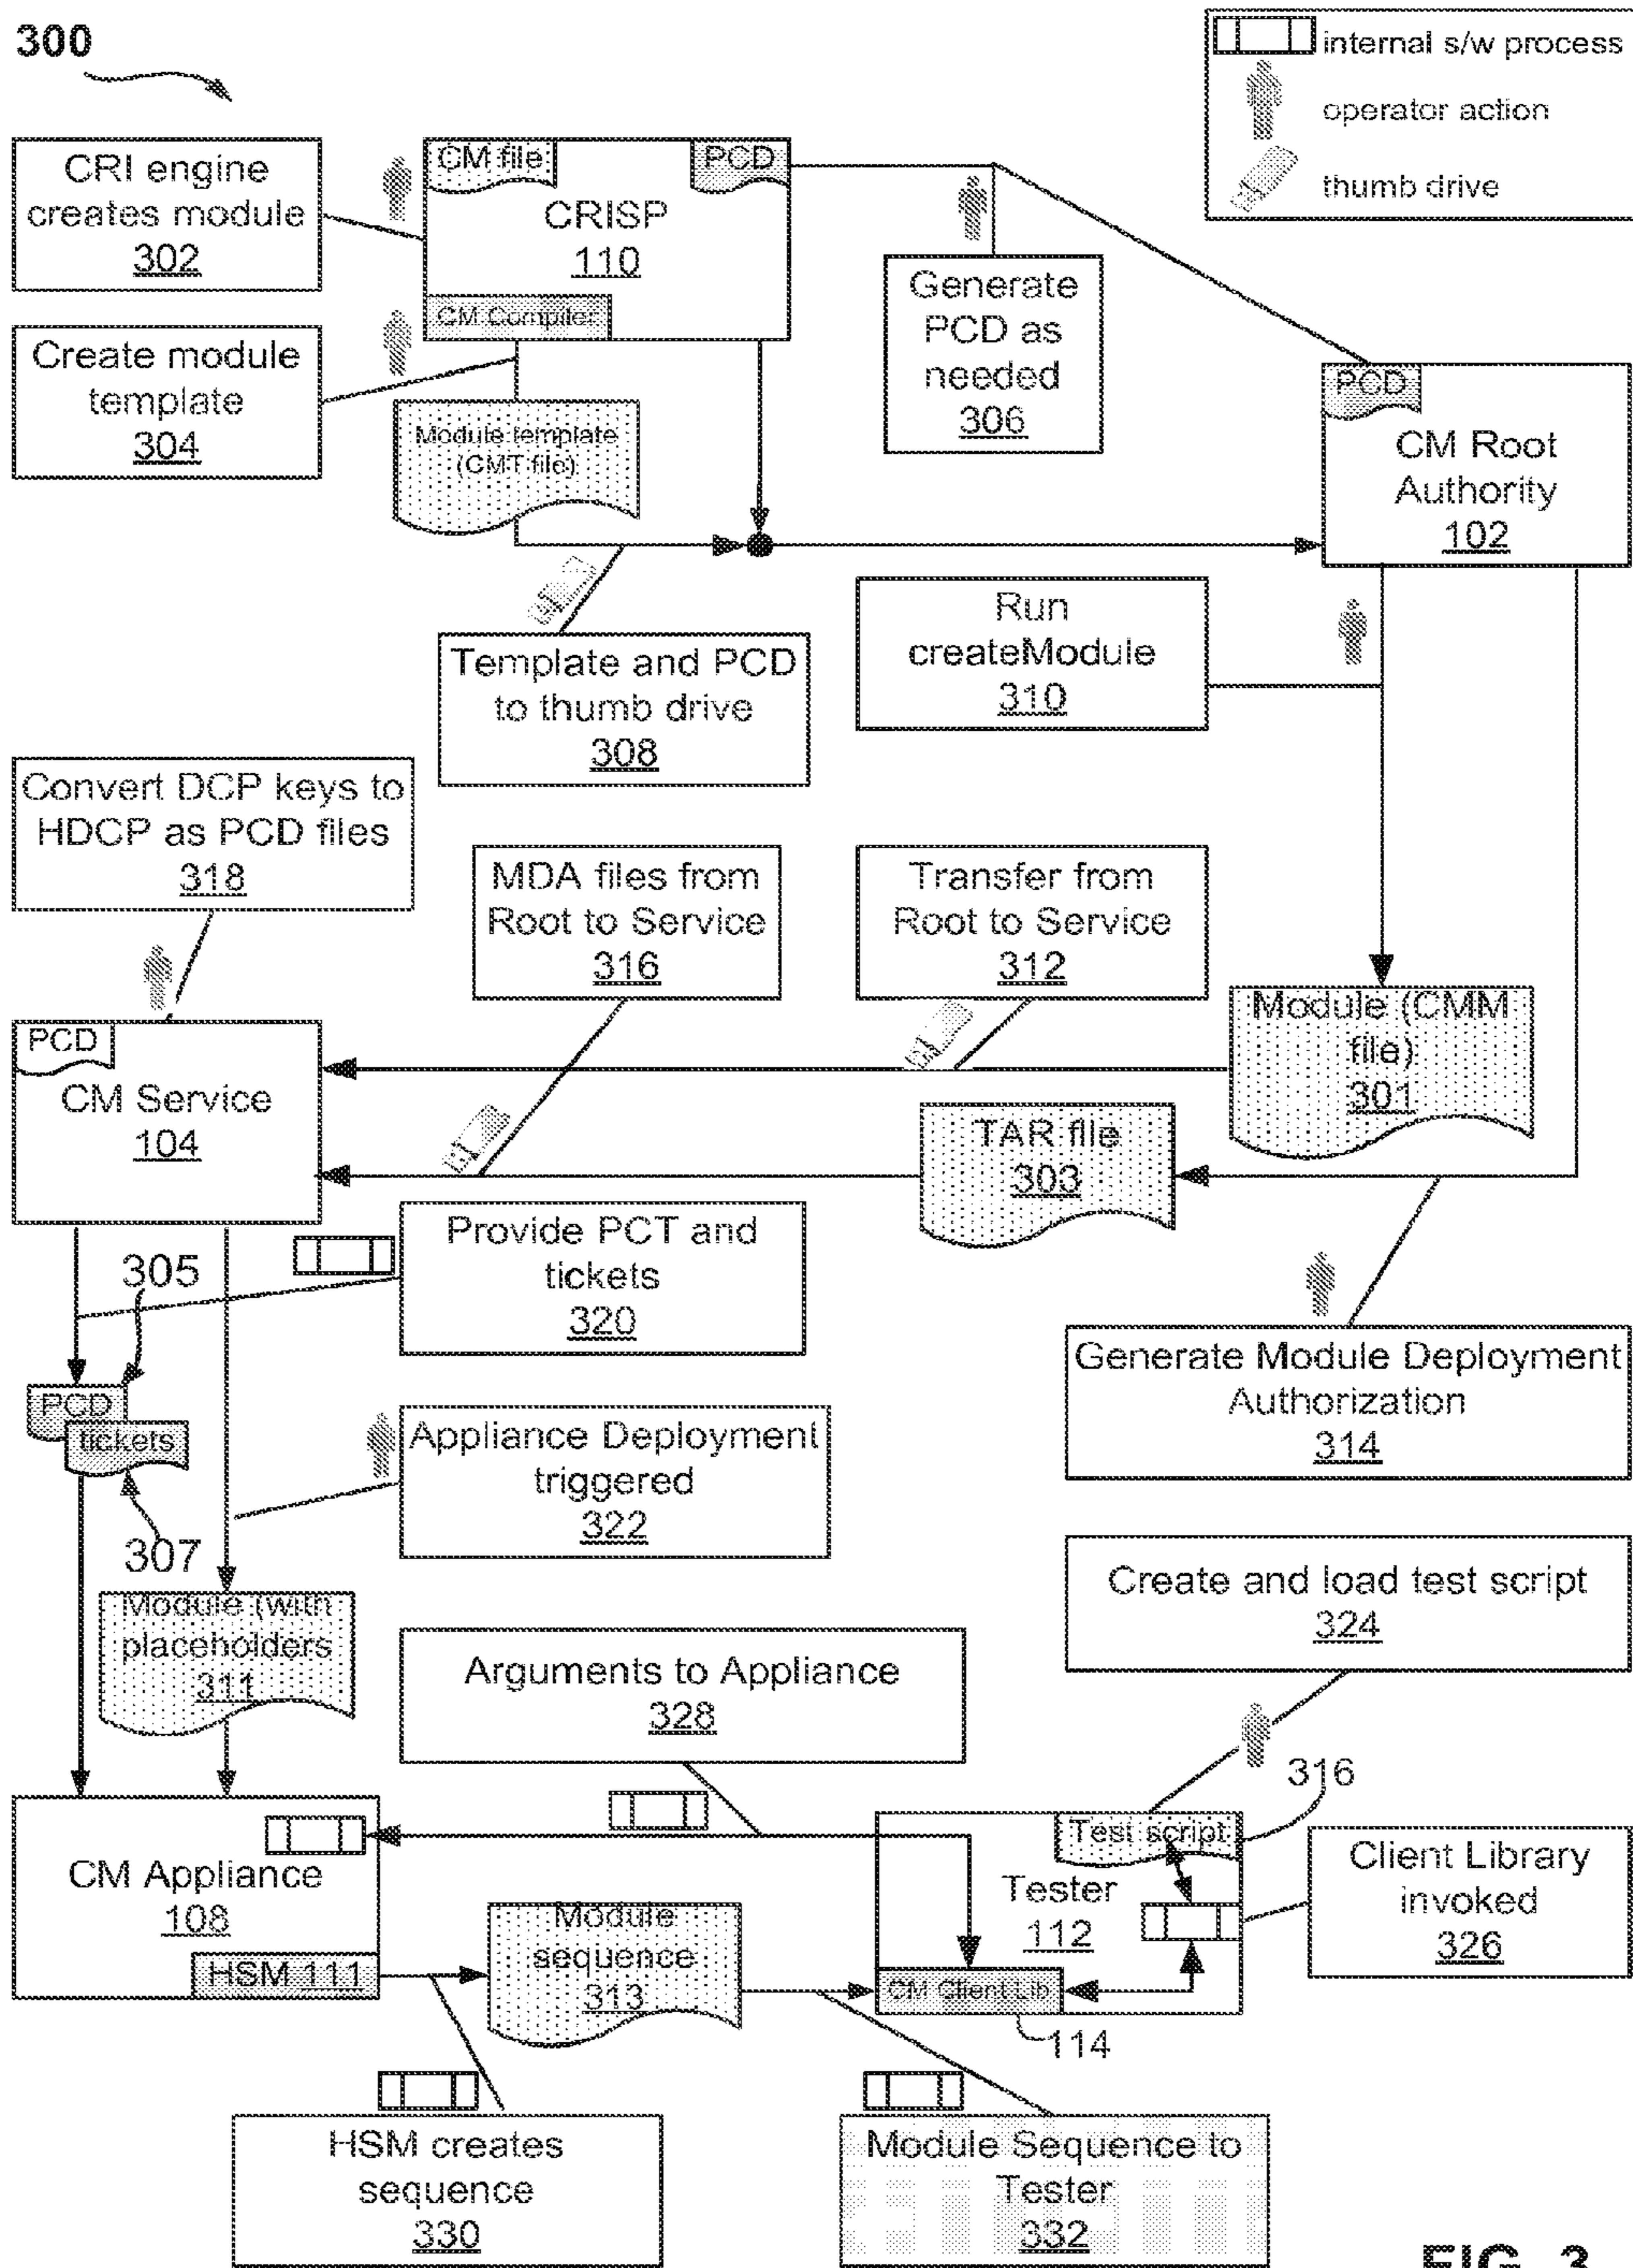 300
internal s/w process
operator action
thumb drive
CRI engine
creates module
302
CM file
PCD
CRISP
110
CM Compiler
Create module
template
304
Module template
(CMT file)
Generate
PCD as
needed
306
PCD
CM Root
Authority
102
Template and PCD
to thumb drive
308
Run
createModule
310
Convert DCP keys to
HDCP as PCD files
318
MDA files from
Root to Service
316
Transfer from
Root to Service
312
Module (CMM
file)
301
PCD
CM Service
104
TAR file
303
Provide PCT and
tickets
320
305
PCD
tickets
307
Generate Module Deployment
Authorization
314
Appliance Deployment
triggered
322
Module (with
placeholders
311
Create and load test script
324
Arguments to Appliance
328
316
CM Appliance
108
HSM 111
Module
sequence
313
Test script
Tester
112
CM Client Lib
114
Client Library
invoked
326
HSM creates
sequence
330
Module Sequence to
Tester
332
FIG. 3